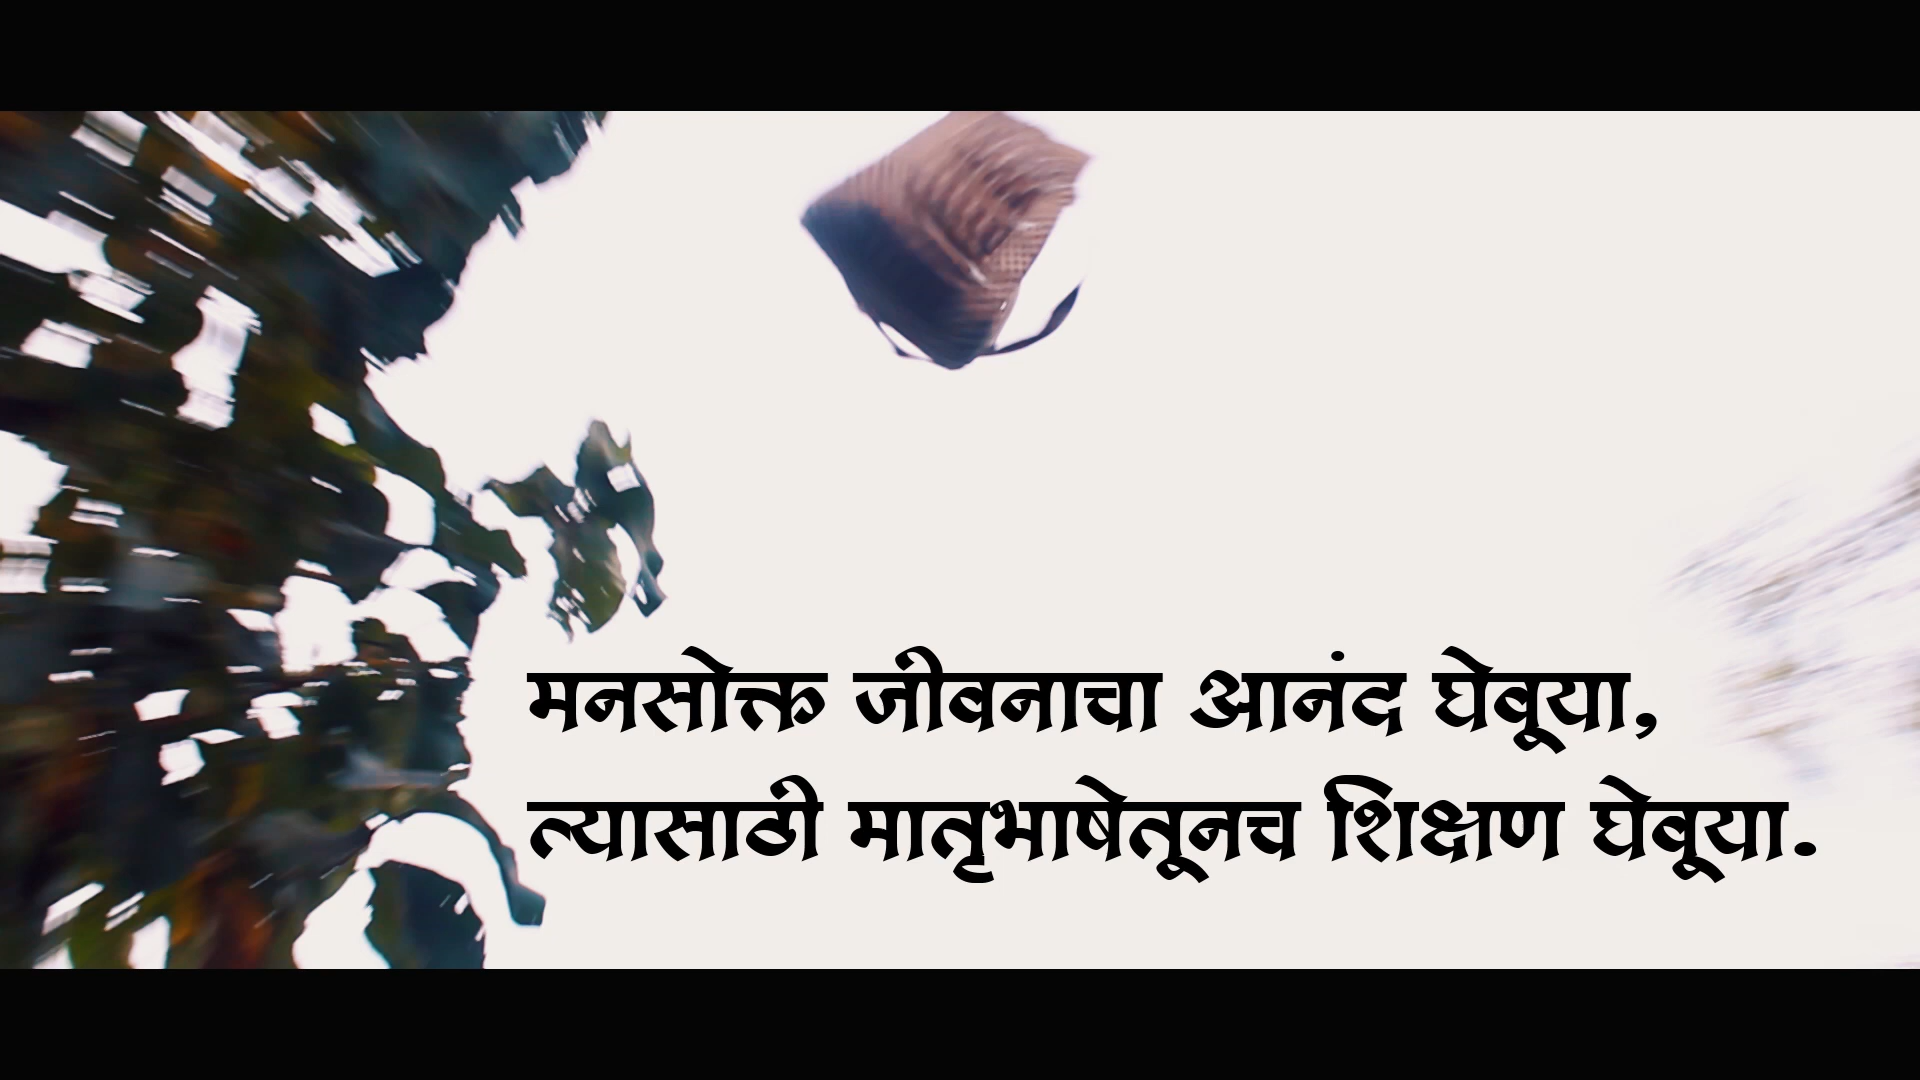 मनसोक्त जीवनाचा आनंद घेवूया,
त्यासाठी मातृभाषेतूनच शिक्षण घेवूया.